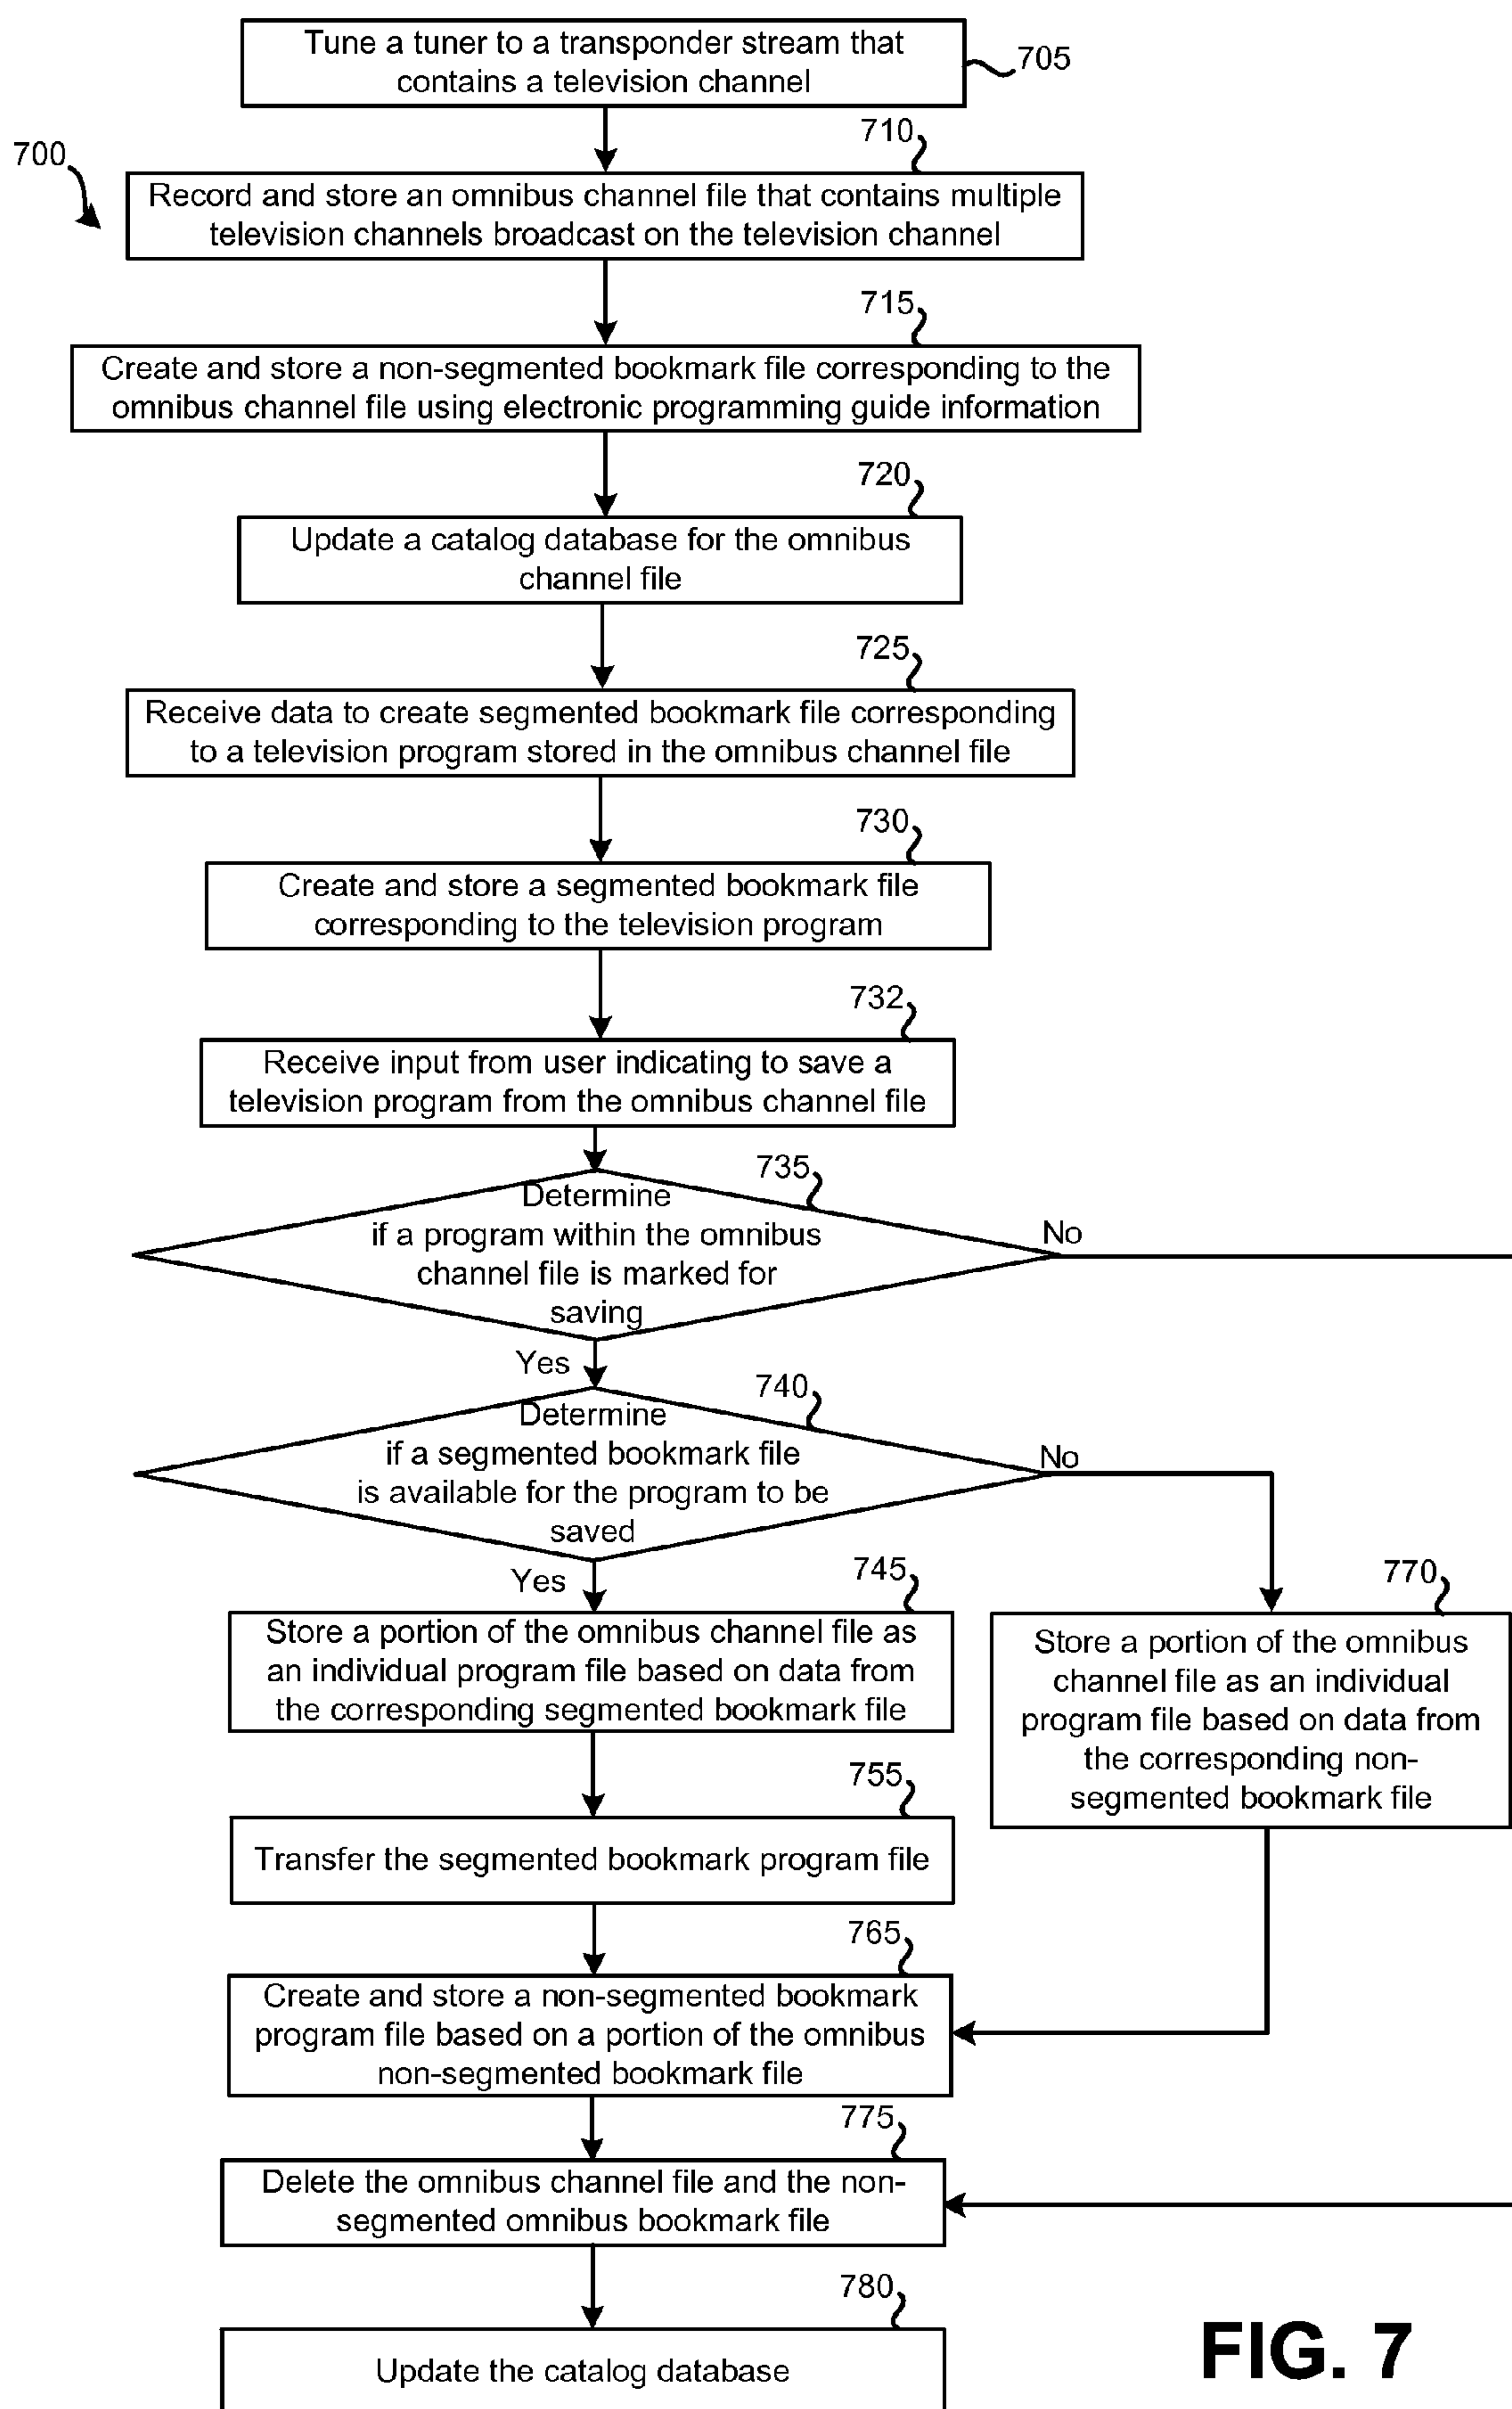 Tune a tuner to a transponder stream that
contains a television channel
705
700
710
Record and store an omnibus channel file that contains multiple
television channels broadcast on the television channel
715
Create and store a non-segmented bookmark file corresponding to the
omnibus channel file using electronic programming guide information
720
Update a catalog database for the omnibus
channel file
725
Receive data to create segmented bookmark file corresponding
to a television program stored in the omnibus channel file
730
Create and store a segmented bookmark file
corresponding to the television program
732
Receive input from user indicating to save a
television program from the omnibus channel file
735
Determine
if a program within the omnibus
channel file is marked for
saving
No
Yes
740
Determine
if a segmented bookmark file
is available for the program to be
saved
No
Yes
745
Store a portion of the omnibus channel file as
an individual program file based on data from
the corresponding segmented bookmark file
770
Store a portion of the omnibus
channel file as an individual
program file based on data from
the corresponding non-
segmented bookmark file
755
Transfer the segmented bookmark program file
765
Create and store a non-segmented bookmark
program file based on a portion of the omnibus
non-segmented bookmark file
775
Delete the omnibus channel file and the non-
segmented omnibus bookmark file
780
Update the catalog database
FIG. 7